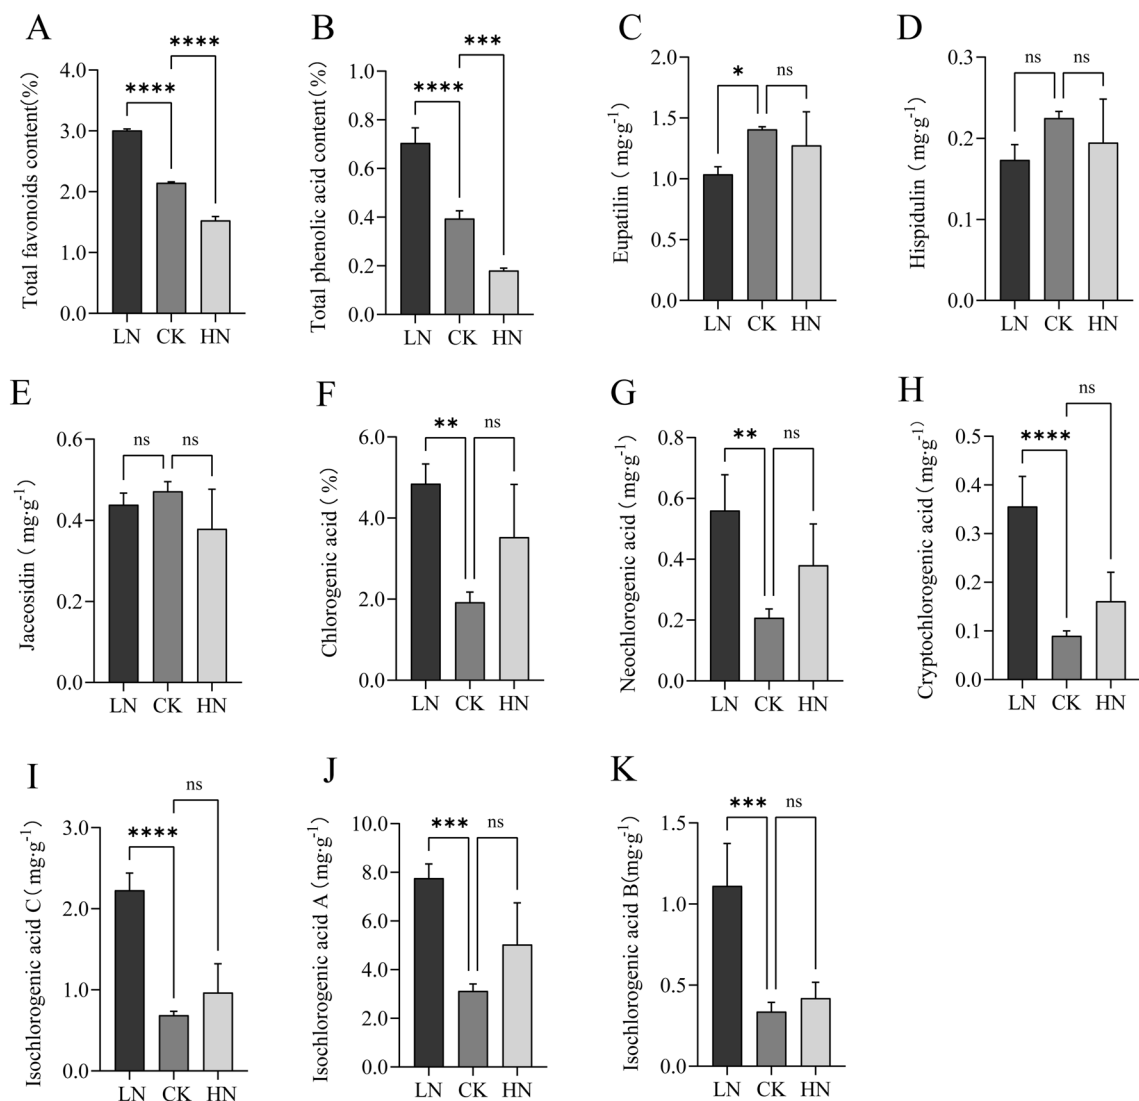 A
Total favonoids content(%)
4.0
3.0
2.0
1.0
0.0
****
****
LN CK HN
B
Total phenolic acid content(%)
1.0
0.8
0.6
0.4
0.2
0.0
****
***
LN CK HN
C
Eupatilin ( mg·g-1)
2.0
1.5
1.0
0.5
0.0
*
ns
LN CK HN
D
Hispidulin ( mg·g-1)
0.3
0.2
0.1
0.0
ns
ns
LN CK HN
E
Jaceosidin ( mg·g-1)
0.6
0.4
0.2
0.0
ns
ns
LN CK HN
F
Chlorogenic acid (%)
6.0
4.0
2.0
0.0
**
ns
LN CK HN
G
Neochlorogenic acid(mg·g-1)
0.8
0.6
0.4
0.2
0.0
**
ns
LN CK HN
H
Cryptochlorogenic acid(mg·g-1)
0.5
0.4
0.3
0.2
0.1
0.0
****
ns
LN CK HN
I
Isochlorogenic acid C(mg·g-1)
3.0
2.0
1.0
0.0
****
ns
LN CK HN
J
Isochlorogenic acid A (mg·g-1)
10.0
8.0
6.0
4.0
2.0
0.0
***
ns
LN CK HN
K
Isochlorogenic acid B(mg·g-1)
1.5
1.0
0.5
0.0
***
ns
LN CK HN